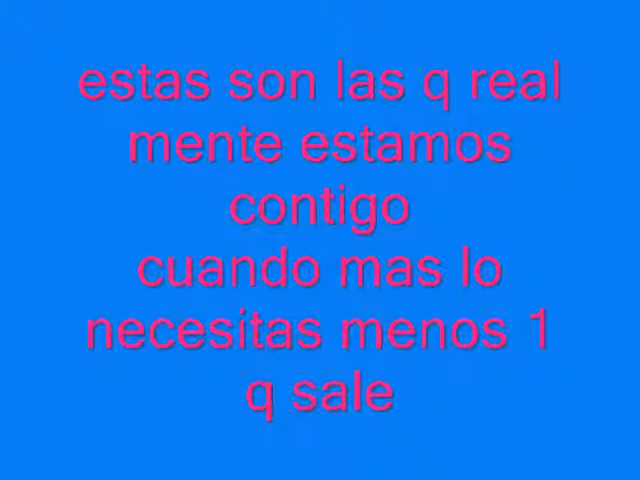 estas son las q real
mente estamos
contigo
cuando mas lo
necesitas menos 1
q sale